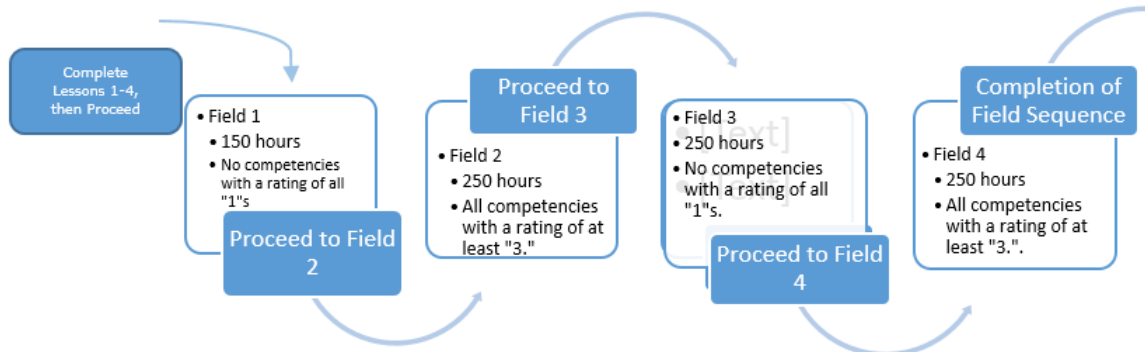 Complete
Lessons 1-4,
then Proceed
• Field 1
• 150 hours
• No competencies
with a rating of all
"1"s
Proceed to Field
2
Proceed to
Field 3
• Field 2
• 250 hours
• All competencies
with a rating of at
least "3."
• Field 3
• 250 hours
• No competencies
with a rating of all
"1"s.
• [Text]
• [Text]
Proceed to Field
4
Completion of
Field Sequence
• Field 4
• 250 hours
• All competencies
with a rating of at
least "3.".